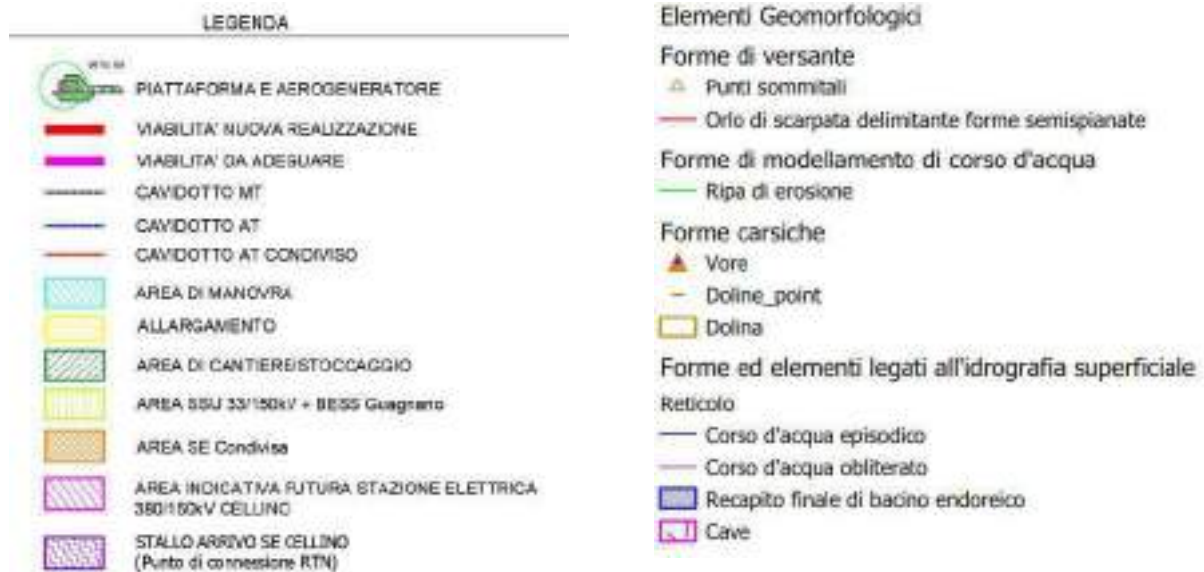 LEGENDA
PIATTAFORMA E AEROGENERATORE
VIABILITA' NUOVA REALIZZAZIONE
VIABILITA' DA ADEGUARE
CAVIDOTTO MT
CAVIDOTTO AT
CAVIDOTTO AT CONDIVISO
AREA DI MANOVRA
ALLARGAMENTO
AREA DI CANTIERE/STOCCAGGIO
AREA SSU 33/150kV + BESS Guagnano
AREA SE Condivisa
AREA INDICATIVA FUTURA STAZIONE ELETTRICA
380/150kV CELLINO
STALLO ARRIVO SE CELLINO
(Punto di connessione RTN)
Elementi Geomorfologici
Forme di versante
Punti sommitali
Orlo di scarpata delimitante forme semispianate
Forme di modellamento di corso d'acqua
Ripa di erosione
Forme carsiche
Vore
Doline_point
Dolina
Forme ed elementi legati all'idrografia superficiale
Reticolo
Corso d'acqua episodico
Corso d'acqua obliterato
Recapito finale di bacino endoreico
Cave